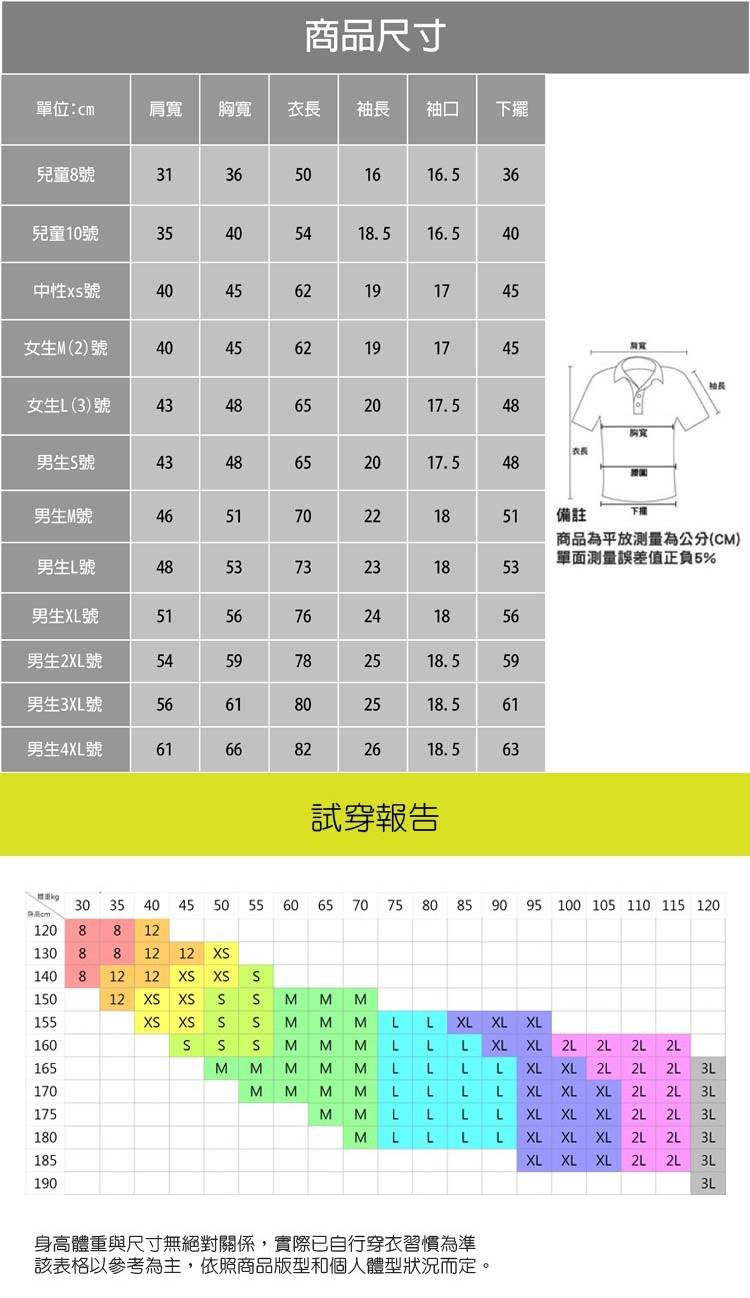 商品尺寸
單位:cm 肩寬 胸寬 衣長 袖長 袖口 下擺
兒童8號 31 36 50 16 16.5 36
兒童10號 35 40 54 18.5 16.5 40
中性xs號 40 45 62 19 17 45
女生M(2)號 40 45 62 19 17 45
女生L(3)號 43 48 65 20 17.5 48
男生S號 43 48 65 20 17.5 48
男生M號 46 51 70 22 18 51
男生L號 48 53 73 23 18 53
男生XL號 51 56 76 24 18 56
男生2XL號 54 59 78 25 18.5 59
男生3XL號 56 61 80 25 18.5 61
男生4XL號 61 66 82 26 18.5 63
肩寬
袖長
胸寬
衣長
腰圍
下擺
備註
商品為平放測量為公分(CM)
單面測量誤差值正負5%
試穿報告
體重kg
身高cm
30 35 40 45 50 55 60 65 70 75 80 85 90 95 100 105 110 115 120
120 8 8 12
130 8 8 12 12 XS
140 8 12 12 XS XS S
150 12 XS XS S S M M M
155 XS XS S S M M M L L XL XL XL
160 S S S M M M L L L XL XL 2L 2L 2L 2L
165 M M M M M L L L L XL XL 2L 2L 2L 3L
170 M M M M L L L L XL XL XL 2L 2L 3L
175 M M L L L L XL XL XL 2L 2L 3L
180 M L L L L XL XL XL 2L 2L 3L
185 XL XL XL 2L 2L 3L
190 3L
身高體重與尺寸無絕對關係，實際已自行穿衣習慣為準
該表格以參考為主，依照商品版型和個人體型狀況而定。